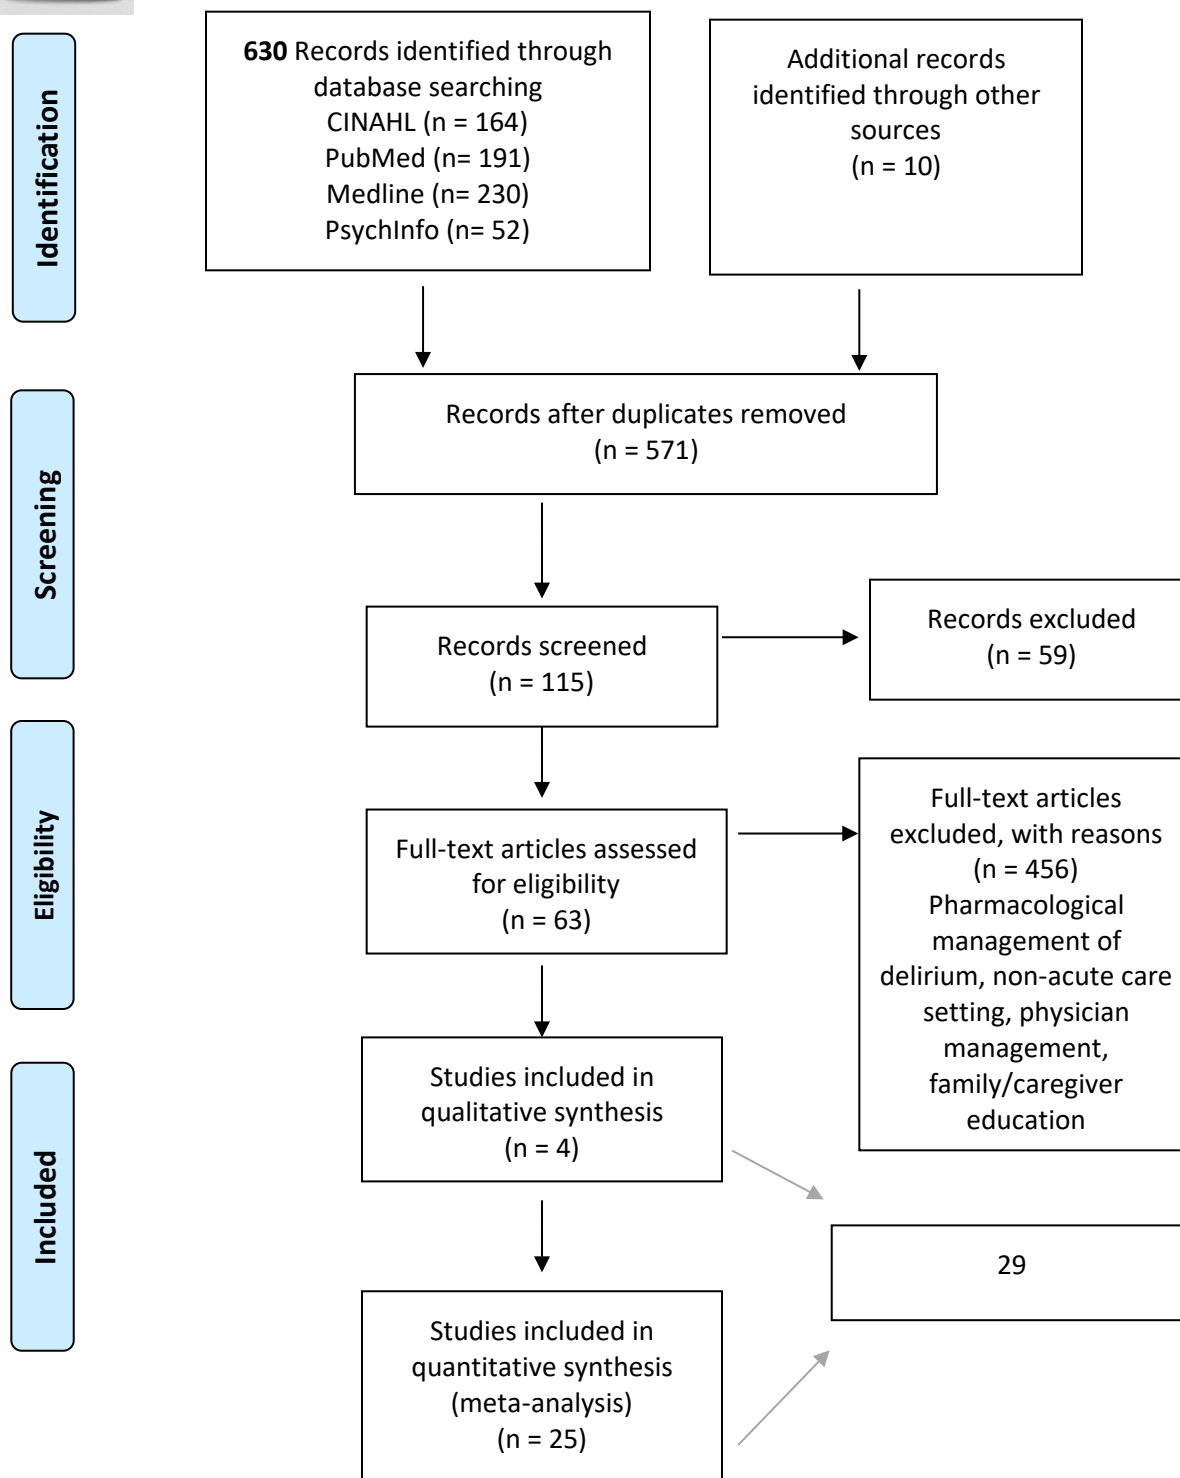 Identification
630 Records identified through
database searching
CINAHL (n = 164)
PubMed (n= 191)
Medline (n= 230)
PsychInfo (n= 52)
Additional records
identified through other
sources
(n = 10)
Records after duplicates removed
(n = 571)
Screening
Records screened
(n = 115)
Records excluded
(n = 59)
Eligibility
Full-text articles assessed
for eligibility
(n = 63)
Full-text articles
excluded, with reasons
(n = 456)
Pharmacological
management of
delirium, non-acute care
setting, physician
management,
family/caregiver
education
Included
Studies included in
qualitative synthesis
(n = 4)
29
Studies included in
quantitative synthesis
(meta-analysis)
(n = 25)